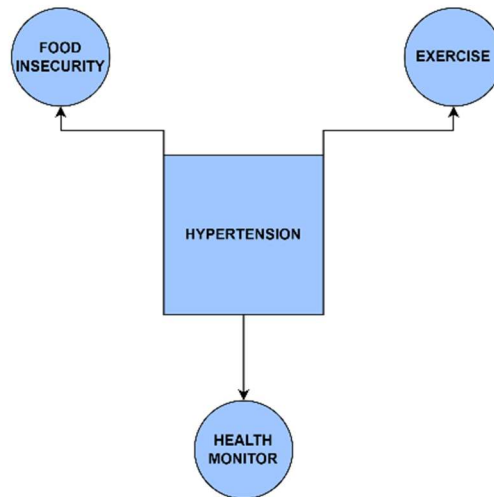 FOOD
INSECURITY
EXERCISE
HYPERTENSION
HEALTH
MONITOR